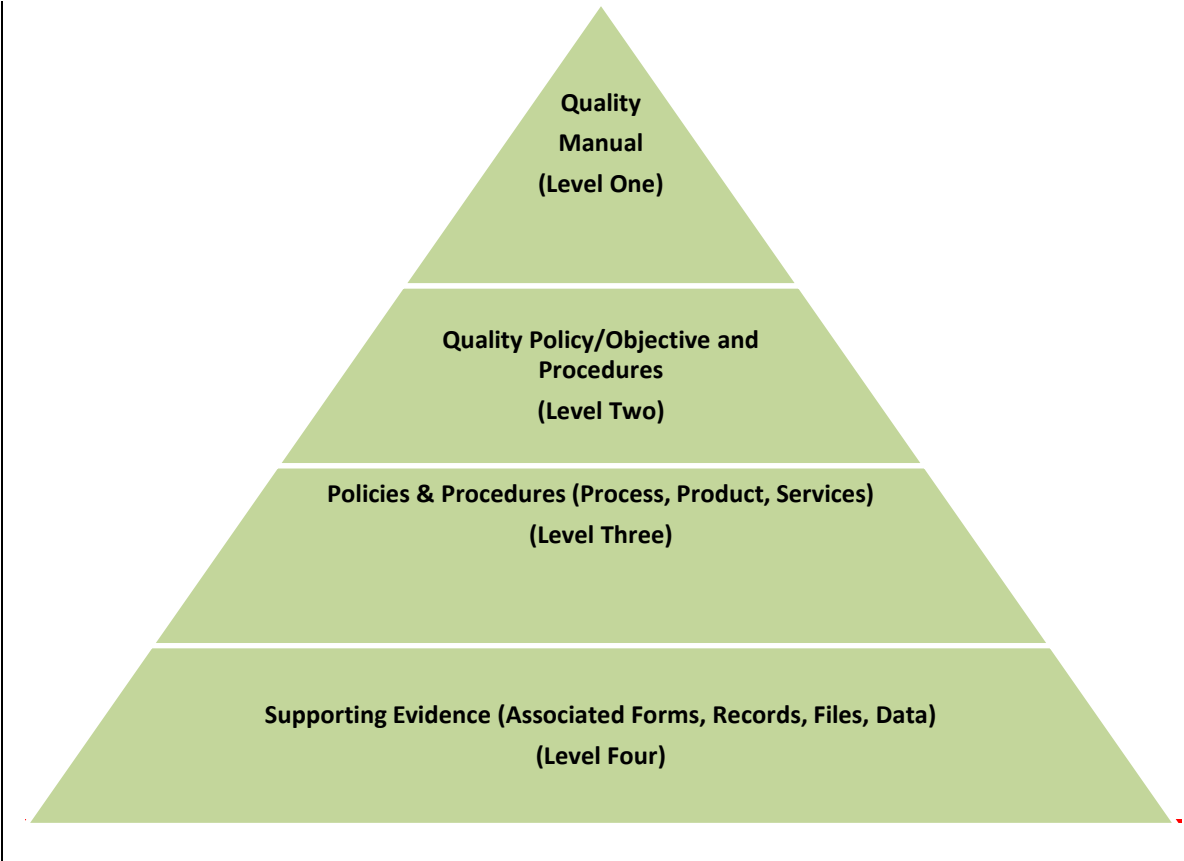 Quality
Manual
(Level One)
Quality Policy/Objective and
Procedures
(Level Two)
Policies & Procedures (Process, Product, Services)
(Level Three)
Supporting Evidence (Associated Forms, Records, Files, Data)
(Level Four)